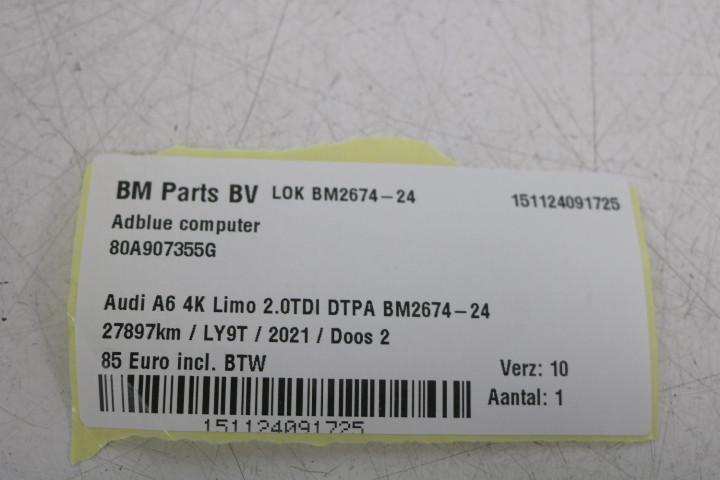 BM Parts BV LOK BM2674-24 151124091725
Adblue computer
80A907355G
Audi A6 4K Limo 2.0TDI DTPA BM2674-24
27897km / LY9T / 2021 / Doos 2
85 Euro incl. BTW
Verz: 10
Aantal: 1
151124091725